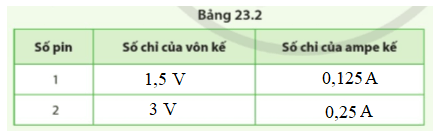 Bảng 23.2
Số pin Số chỉ của vôn kế Số chỉ của ampe kế
1 1,5 V 0,125 A
2 3 V 0,25 A